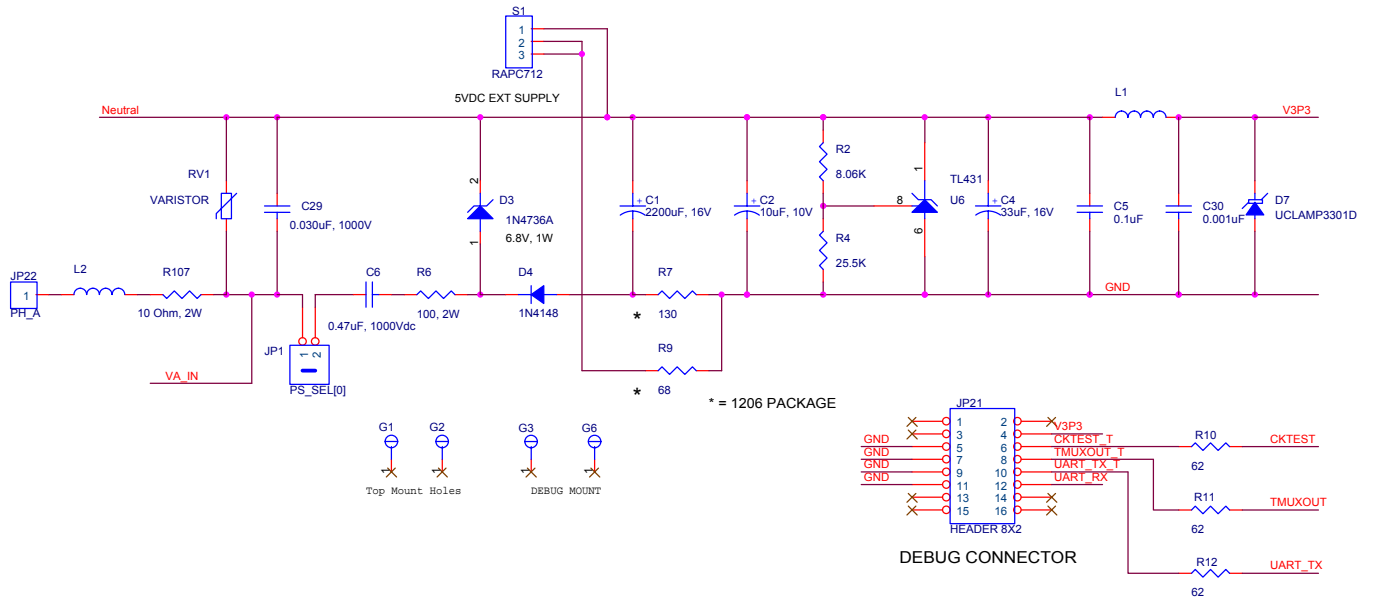 S1
1
2
3
RAPC712
5VDC EXT SUPPLY
Neutral
L1
V3P3
RV1
VARISTOR
C29
0.030uF, 1000V
2
D3
1N4736A
6.8V, 1W
1
+ C1
2200uF, 16V
+ C2
10uF, 10V
R2
8.06K
R4
25.5K
1
TL431
8
U6
6
+ C4
33uF, 16V
C5
0.1uF
C30
0.001uF
D7
UCLAMP3301D
JP22
1
PH_A
L2
R107
10 Ohm, 2W
C6
0.47uF, 1000Vdc
R6
100, 2W
D4
1N4148
R7
* 130
GND
JP1
1 2
PS_SEL[0]
VA_IN
R9
* 68
* = 1206 PACKAGE
G1
1
G2
1
Top Mount Holes
G3
1
G6
1
DEBUG MOUNT
JP21
1 2
3 4 V3P3
GND 5 6 CKTEST_T
GND 7 8 TMUXOUT_T
GND 9 10 UART_TX_T
GND 11 12 UART_RX
13 14
15 16
HEADER 8X2
DEBUG CONNECTOR
R10
62
CKTEST
R11
62
TMUXOUT
R12
62
UART_TX